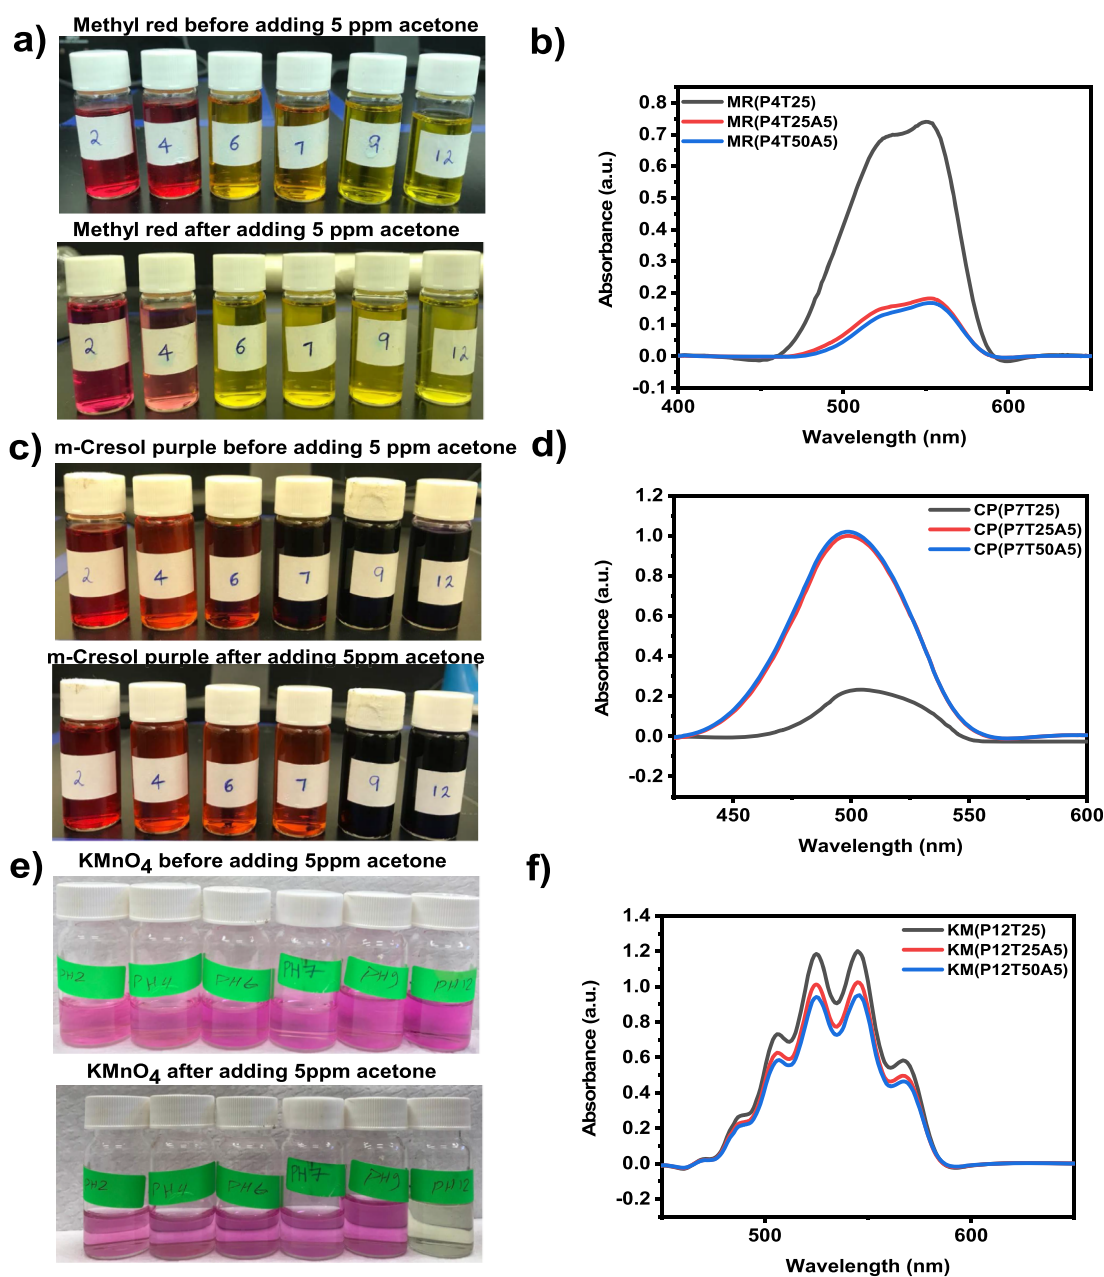 a)
Methyl red before adding 5 ppm acetone
2 4 6 7 9 12
Methyl red after adding 5 ppm acetone
2 4 6 7 9 12
b)
MR(P4T25)
MR(P4T25A5)
MR(P4T50A5)
0.8
0.7
0.6
0.5
0.4
0.3
0.2
0.1
0.0
-0.1
Absorbance (a.u.)
400 500 600
Wavelength (nm)
c)
m-Cresol purple before adding 5 ppm acetone
2 4 6 7 9 12
m-Cresol purple after adding 5ppm acetone
2 4 6 7 9 12
d)
CP(P7T25)
CP(P7T25A5)
CP(P7T50A5)
1.2
1.0
0.8
0.6
0.4
0.2
0.0
-0.2
Absorbance (a.u.)
450 500 550 600
Wavelength (nm)
e)
KMnO₄ before adding 5ppm acetone
PH2 PH4 PH6 PH7 PH9 PH12
KMnO₄ after adding 5ppm acetone
PH2 PH4 PH6 PH7 PH9 PH12
f)
KM(P12T25)
KM(P12T25A5)
KM(P12T50A5)
1.4
1.2
1.0
0.8
0.6
0.4
0.2
0.0
-0.2
Absorbance (a.u.)
500 600
Wavelength (nm)